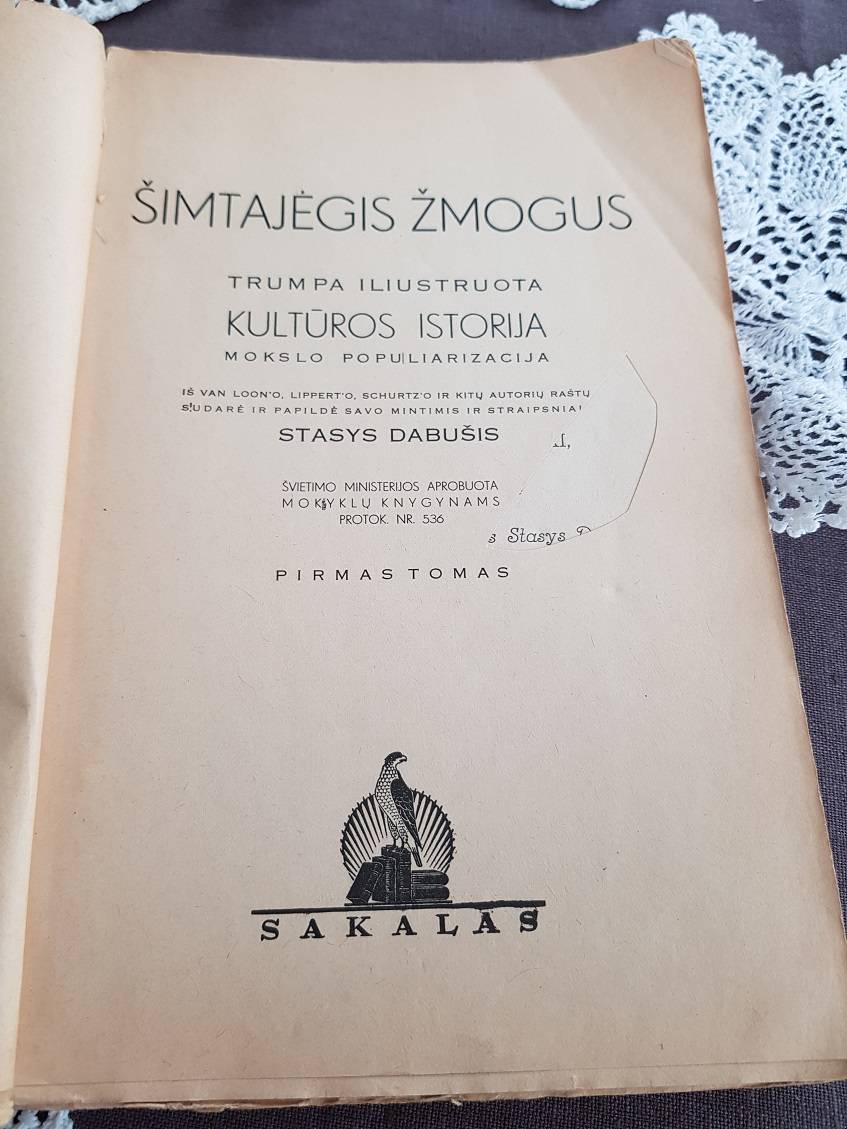 ŠIMTAJĖGIS ŽMOGUS
TRUMPA ILIUSTRUOTA
KULTŪROS ISTORIJA
MOKSLO POPULIARIZACIJA
IŠ VAN LOON'O, LIPPERT'O, SCHURTZ'O IR KITŲ AUTORIŲ RAŠTŲ
SUDARĖ IR PAPILDĖ SAVO MINTIMIS IR STRAIPSNIAI
STASYS DABUŠIS
ŠVIETIMO MINISTERIJOS APROBUOTA
MOKYKLŲ KNYGYNAMS
PROTOK. NR. 536
s Stasys
PIRMAS TOMAS
SAKALAS